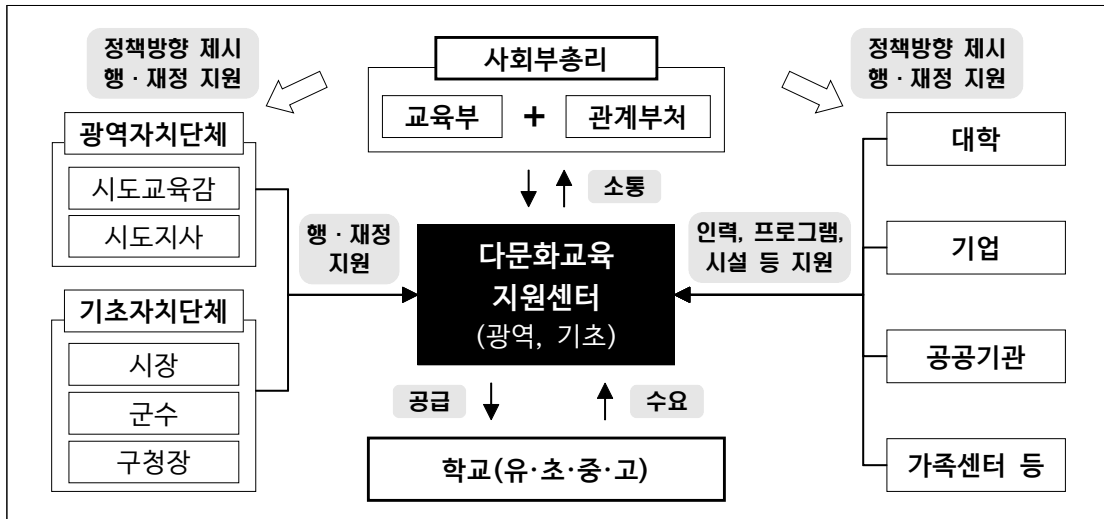 정책방향 제시
행·재정 지원
사회부총리
교육부 + 관계부처
정책방향 제시
행·재정 지원
광역자치단체
시도교육감
시도지사
기초자치단체
시장
군수
구청장
행·재정
지원
소통
다문화교육
지원센터
(광역, 기초)
인력, 프로그램,
시설 등 지원
대학
기업
공공기관
가족센터 등
공급
수요
학교(유·초·중·고)